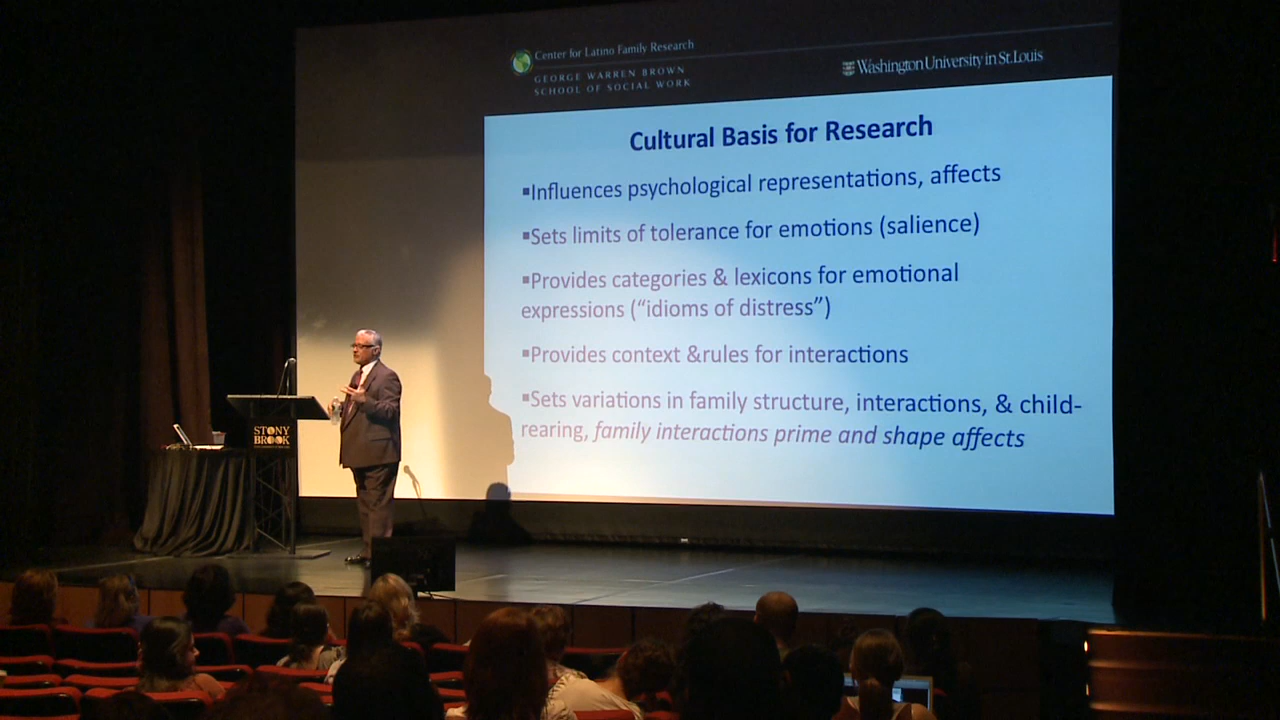 Center for Latino Family Research
GEORGE WARREN BROWN
SCHOOL OF SOCIAL WORK
Washington University in St. Louis
Cultural Basis for Research
▪Influences psychological representations, affects
▪Sets limits of tolerance for emotions (salience)
▪Provides categories & lexicons for emotional
expressions (“idioms of distress”)
▪Provides context &rules for interactions
▪Sets variations in family structure, interactions, & child-
rearing, family interactions prime and shape affects
STONY
BROOK